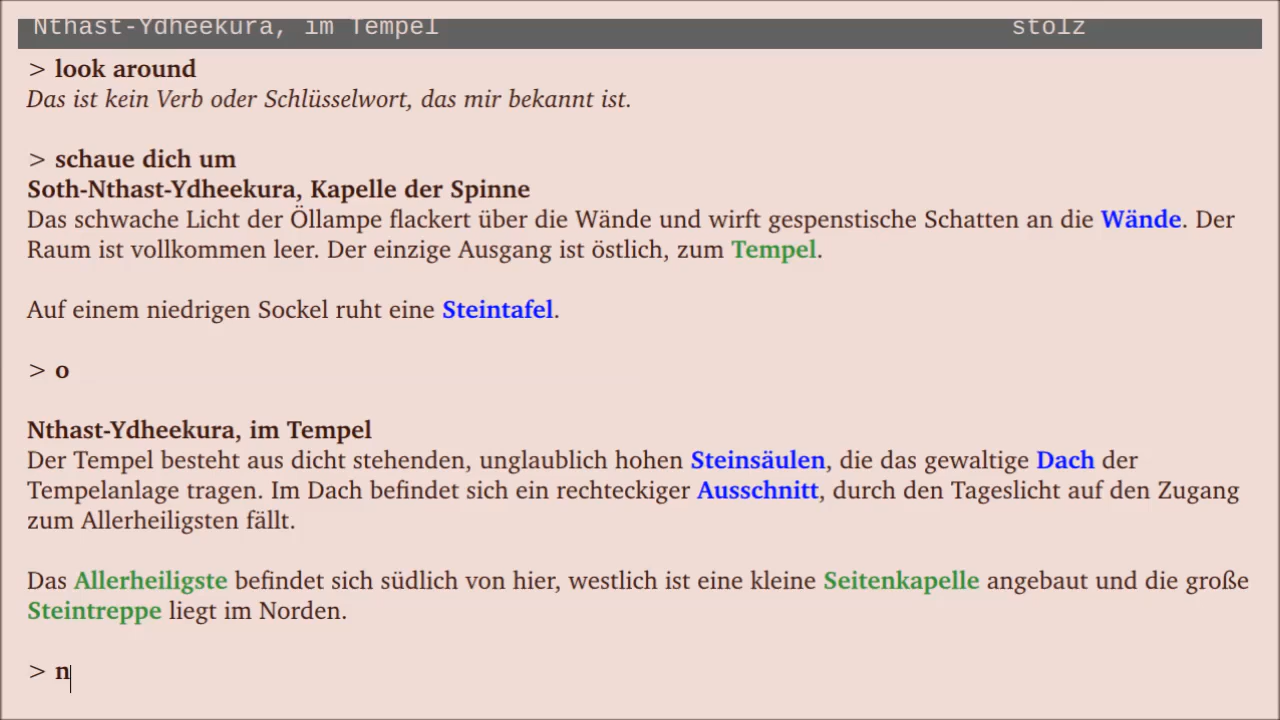 Nthast-Ydheekura, im Tempel stolz
> look around
Das ist kein Verb oder Schlüsselwort, das mir bekannt ist.
> schaue dich um
Soth-Nthast-Ydheekura, Kapelle der Spinne
Das schwache Licht der Öllampe flackert über die Wände und wirft gespenstische Schatten an die Wände. Der
Raum ist vollkommen leer. Der einzige Ausgang ist östlich, zum Tempel.
Auf einem niedrigen Sockel ruht eine Steintafel.
> o
Nthast-Ydheekura, im Tempel
Der Tempel besteht aus dicht stehenden, unglaublich hohen Steinsäulen, die das gewaltige Dach der
Tempelanlage tragen. Im Dach befindet sich ein rechteckiger Ausschnitt, durch den Tageslicht auf den Zugang
zum Allerheiligsten fällt.
Das Allerheiligste befindet sich südlich von hier, westlich ist eine kleine Seitenkapelle angebaut und die große
Steintreppe liegt im Norden.
> n